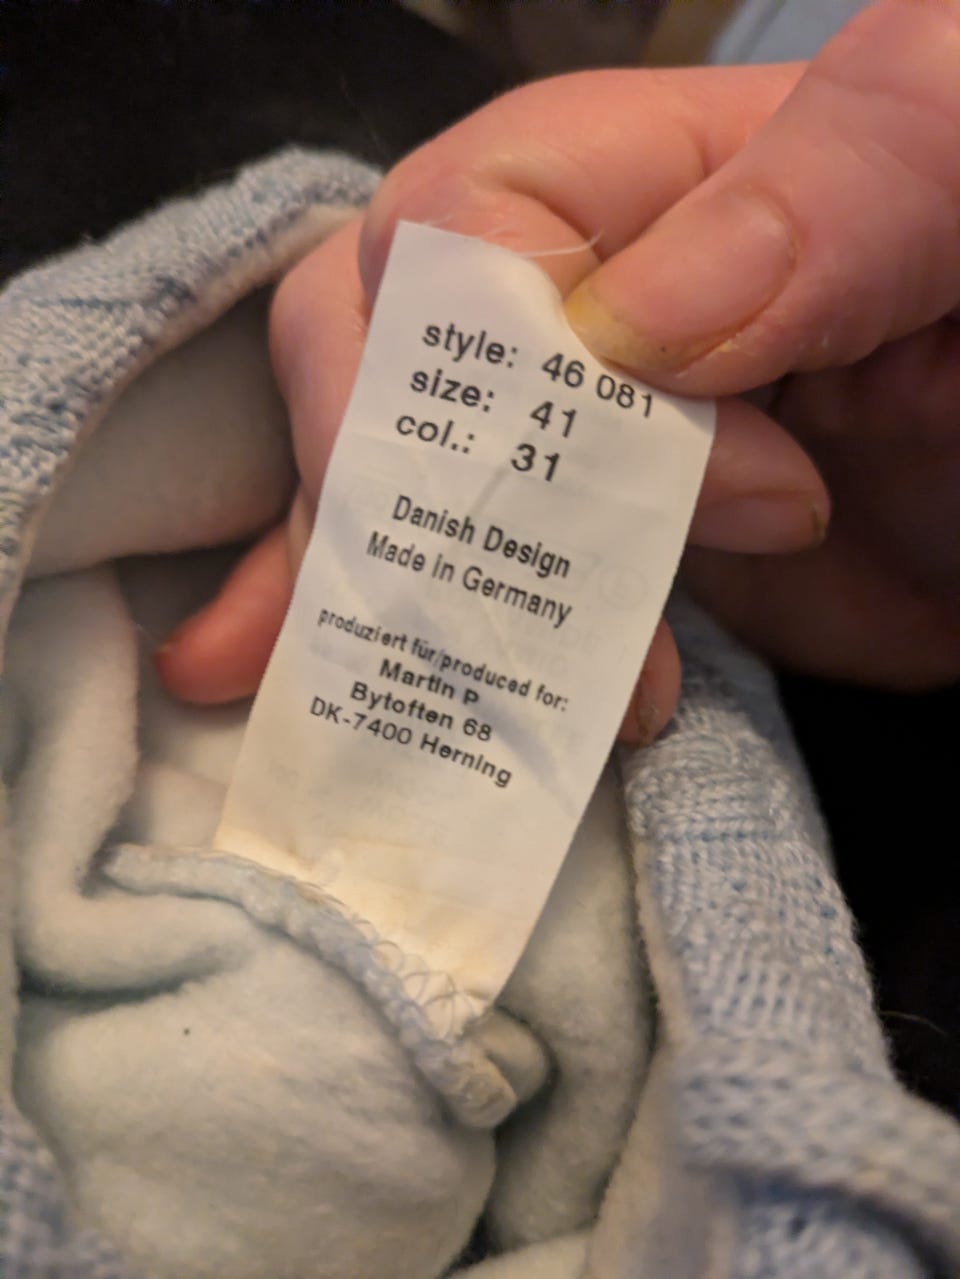 style: 46 081
size: 41
col.: 31
Danish Design
Made in Germany
produziert für/produced for:
Martin P
Bytoften 68
DK-7400 Herning